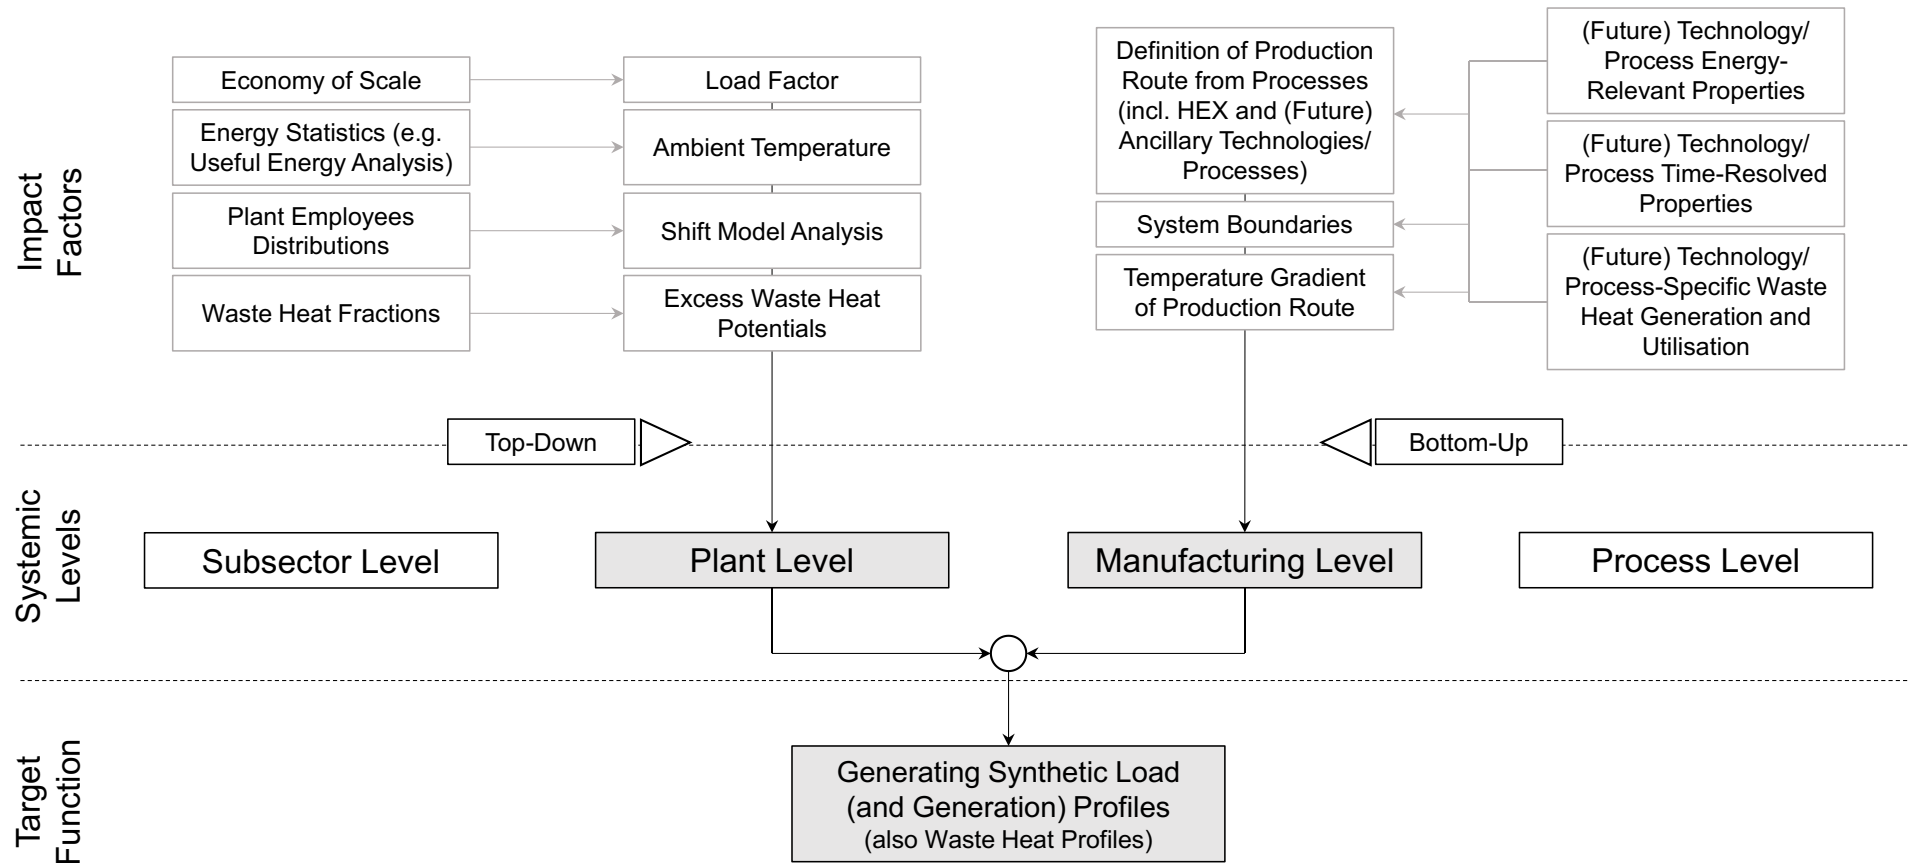 Impact
Factors
Economy of Scale
Energy Statistics (e.g.
Useful Energy Analysis)
Plant Employees
Distributions
Waste Heat Fractions
Load Factor
Ambient Temperature
Shift Model Analysis
Excess Waste Heat
Potentials
Definition of Production
Route from Processes
(incl. HEX and (Future)
Ancillary Technologies/
Processes)
System Boundaries
Temperature Gradient
of Production Route
(Future) Technology/
Process Energy-
Relevant Properties
(Future) Technology/
Process Time-Resolved
Properties
(Future) Technology/
Process-Specific Waste
Heat Generation and
Utilisation
Top-Down
Bottom-Up
Systemic
Levels
Subsector Level
Plant Level
Manufacturing Level
Process Level
Target
Function
Generating Synthetic Load
(and Generation) Profiles
(also Waste Heat Profiles)